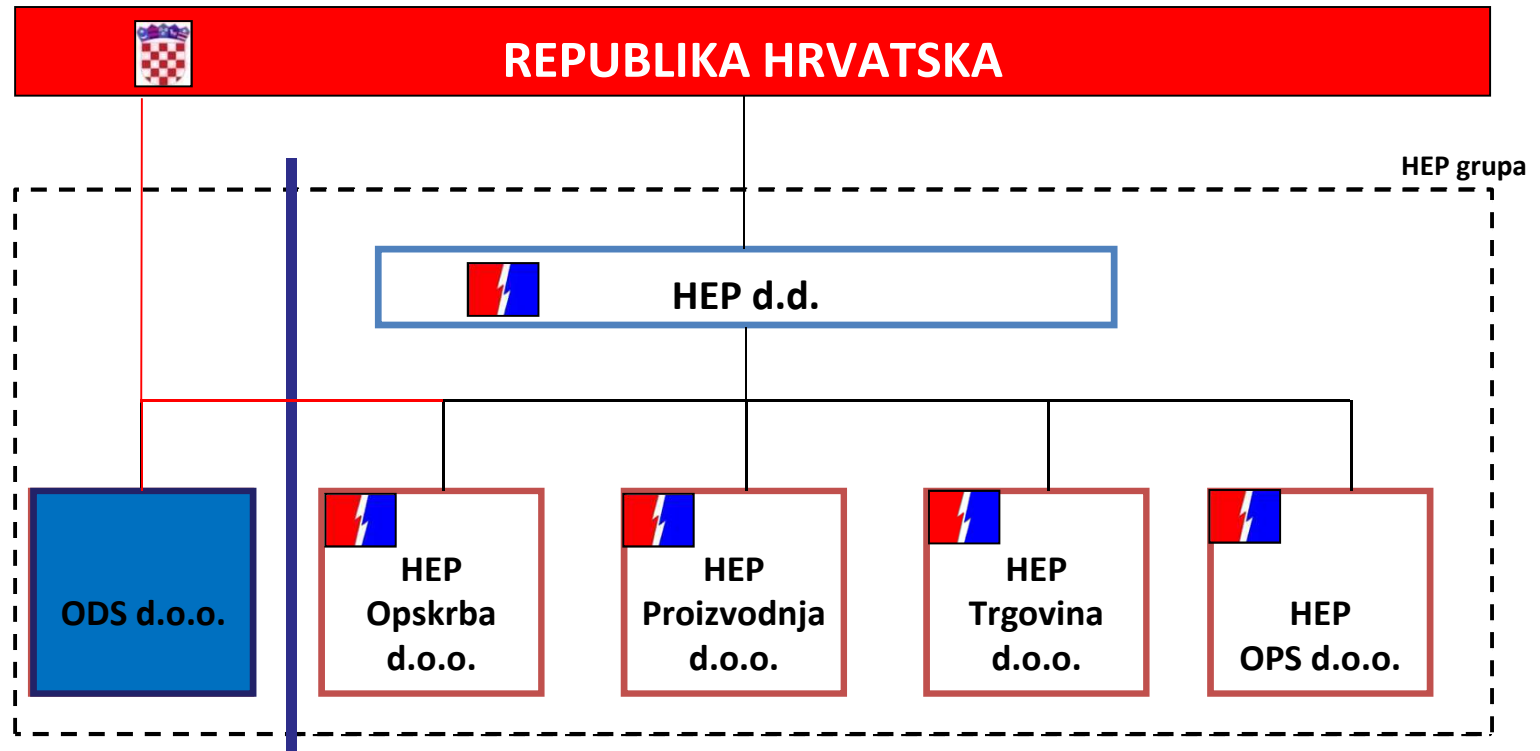 REPUBLIKA HRVATSKA
HEP grupa
HEP d.d.
ODS d.o.o.
HEP
Opskrba
d.o.o.
HEP
Proizvodnja
d.o.o.
HEP
Trgovina
d.o.o.
HEP
OPS d.o.o.